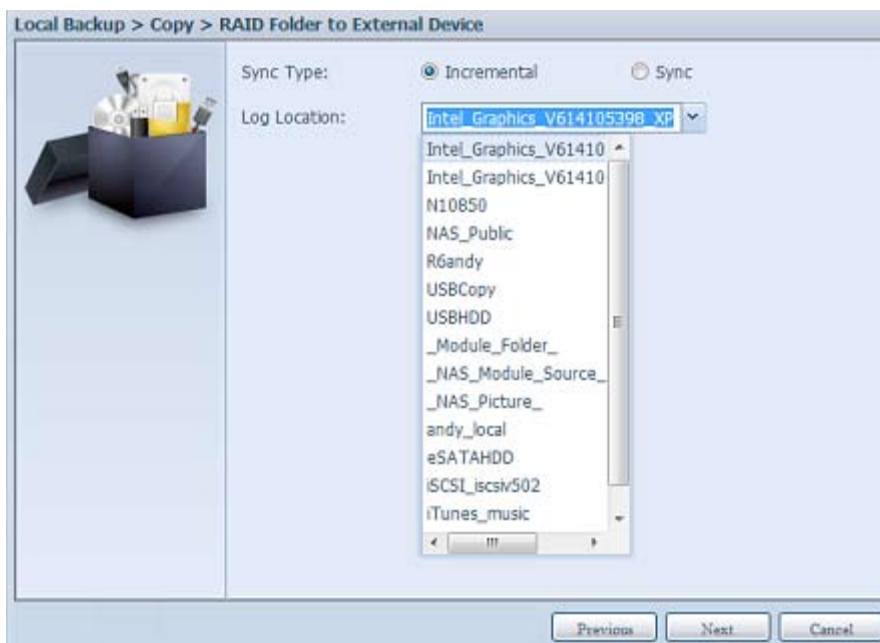 Local Backup > Copy > RAID Folder to External Device
Sync Type: Incremental Sync
Log Location: Intel_Graphics_V614105398_XP
Intel_Graphics_V61410
Intel_Graphics_V61410
N10850
NAS_Public
R6andy
USBCopy
USBHDD
_Module_Folder_
_NAS_Module_Source_
_NAS_Picture_
andy_local
eSATAHDD
iSCSI_iscsiv502
iTunes_music
Previous Next Cancel